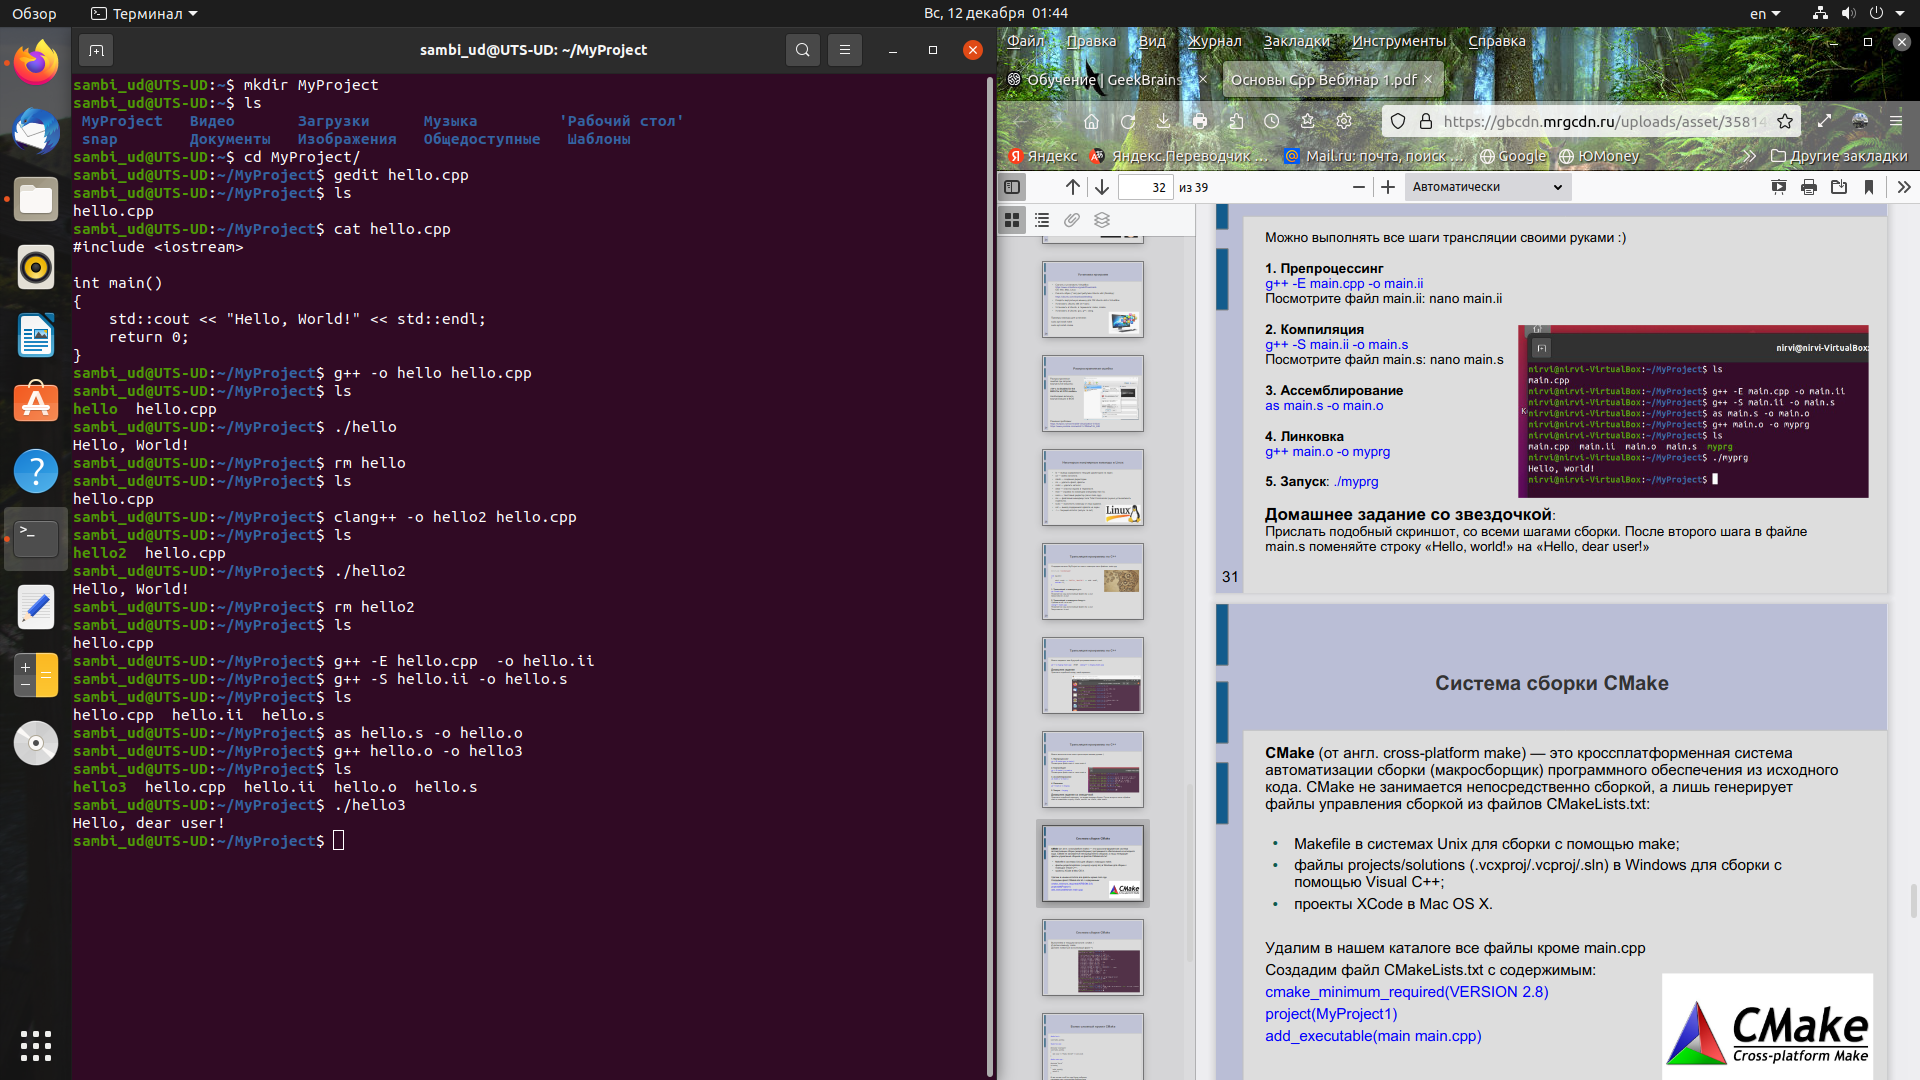 Обзор
Терминал
Вс, 12 декабря  01:44
en
sambi_ud@UTS-UD: ~/MyProject
sambi_ud@UTS-UD:~$ mkdir MyProject
sambi_ud@UTS-UD:~$ ls
MyProject   Видео       Загрузки      Музыка         'Рабочий стол'
snap        Документы   Изображения   Общедоступные   Шаблоны
sambi_ud@UTS-UD:~$ cd MyProject/
sambi_ud@UTS-UD:~/MyProject$ gedit hello.cpp
sambi_ud@UTS-UD:~/MyProject$ ls
hello.cpp
sambi_ud@UTS-UD:~/MyProject$ cat hello.cpp
#include <iostream>
int main()
{
    std::cout << "Hello, World!" << std::endl;
    return 0;
}
sambi_ud@UTS-UD:~/MyProject$ g++ -o hello hello.cpp
sambi_ud@UTS-UD:~/MyProject$ ls
hello  hello.cpp
sambi_ud@UTS-UD:~/MyProject$ ./hello
Hello, World!
sambi_ud@UTS-UD:~/MyProject$ rm hello
sambi_ud@UTS-UD:~/MyProject$ ls
hello.cpp
sambi_ud@UTS-UD:~/MyProject$ clang++ -o hello2 hello.cpp
sambi_ud@UTS-UD:~/MyProject$ ls
hello2  hello.cpp
sambi_ud@UTS-UD:~/MyProject$ ./hello2
Hello, World!
sambi_ud@UTS-UD:~/MyProject$ rm hello2
sambi_ud@UTS-UD:~/MyProject$ ls
hello.cpp
sambi_ud@UTS-UD:~/MyProject$ g++ -E hello.cpp  -o hello.ii
sambi_ud@UTS-UD:~/MyProject$ g++ -S hello.ii -o hello.s
sambi_ud@UTS-UD:~/MyProject$ ls
hello.cpp  hello.ii  hello.s
sambi_ud@UTS-UD:~/MyProject$ as hello.s -o hello.o
sambi_ud@UTS-UD:~/MyProject$ g++ hello.o -o hello3
sambi_ud@UTS-UD:~/MyProject$ ls
hello3  hello.cpp  hello.ii  hello.o  hello.s
sambi_ud@UTS-UD:~/MyProject$ ./hello3
Hello, dear user!
sambi_ud@UTS-UD:~/MyProject$
Файл Правка Вид Журнал Закладки Инструменты Справка
Обучение | GeekBrains
Основы Cpp Вебинар 1.pdf
https://gbcdn.mrgcdn.ru/uploads/asset/35814
Яндекс
Яндекс.Переводчик ...
Mail.ru: почта, поиск ...
Google
ЮMoney
Другие закладки
32 из 39
Автоматически
Linux
CMake
Можно выполнять все шаги трансляции своими руками :)
1. Препроцессинг
g++ -E main.cpp -o main.ii
Посмотрите файл main.ii: nano main.ii
2. Компиляция
g++ -S main.ii -o main.s
Посмотрите файл main.s: nano main.s
3. Ассемблирование
as main.s -o main.o
4. Линковка
g++ main.o -o myprg
5. Запуск: ./myprg
nirvi@nirvi-VirtualBox:
nirvi@nirvi-VirtualBox:~/MyProject$ ls
main.cpp
nirvi@nirvi-VirtualBox:~/MyProject$ g++ -E main.cpp -o main.ii
nirvi@nirvi-VirtualBox:~/MyProject$ g++ -S main.ii -o main.s
nirvi@nirvi-VirtualBox:~/MyProject$ as main.s -o main.o
nirvi@nirvi-VirtualBox:~/MyProject$ g++ main.o -o myprg
nirvi@nirvi-VirtualBox:~/MyProject$ ls
main.cpp  main.ii  main.o  main.s  myprg
nirvi@nirvi-VirtualBox:~/MyProject$ ./myprg
Hello, world!
nirvi@nirvi-VirtualBox:~/MyProject$
Домашнее задание со звездочкой:
Прислать подобный скриншот, со всеми шагами сборки. После второго шага в файле
main.s поменяйте строку «Hello, world!» на «Hello, dear user!»
31
Система сборки CMake
CMake (от англ. cross-platform make) — это кроссплатформенная система
автоматизации сборки (макросборщик) программного обеспечения из исходного
кода. CMake не занимается непосредственно сборкой, а лишь генерирует
файлы управления сборкой из файлов CMakeLists.txt:
• Makefile в системах Unix для сборки с помощью make;
• файлы projects/solutions (.vcxproj/.vcproj/.sln) в Windows для сборки с
помощью Visual C++;
• проекты XCode в Mac OS X.
Удалим в нашем каталоге все файлы кроме main.cpp
Создадим файл CMakeLists.txt с содержимым:
cmake_minimum_required(VERSION 2.8)
project(MyProject1)
add_executable(main main.cpp)
CMake
Cross-platform Make